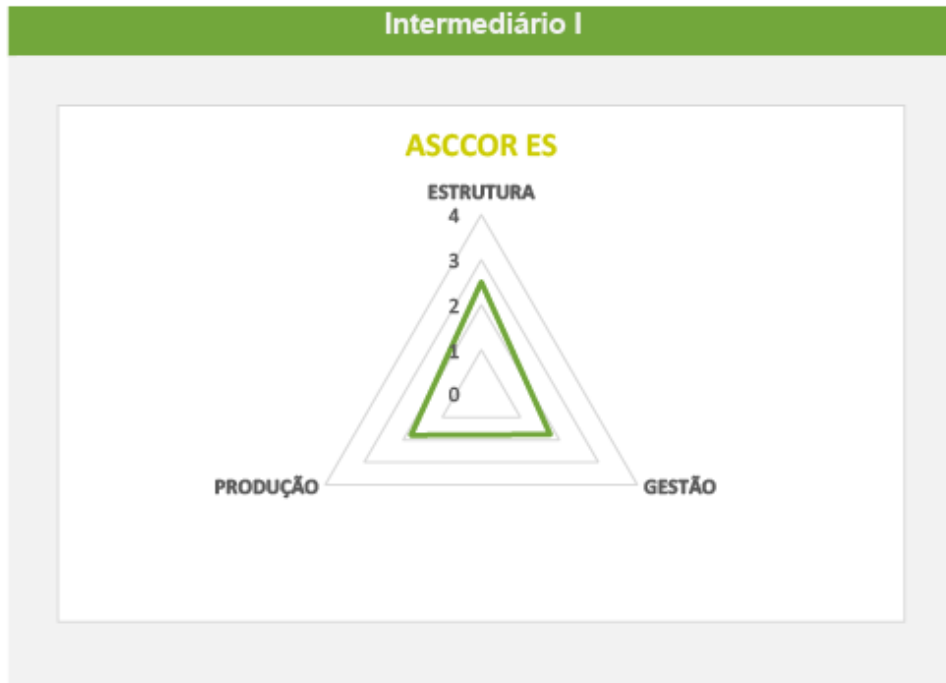 Intermediário I
ASCCOR ES
ESTRUTURA
4
3
2
1
0
PRODUÇÃO
GESTÃO